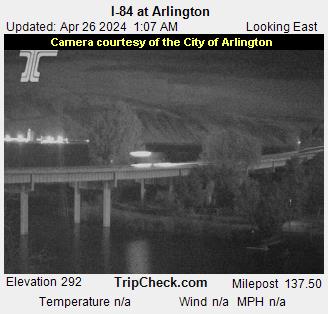 I-84 at Arlington
Updated: Apr 26 2024 1:07 AM Looking East
Camera courtesy of the City of Arlington
Elevation 292 TripCheck.com Milepost 137.50
Temperature n/a Wind n/a MPH n/a